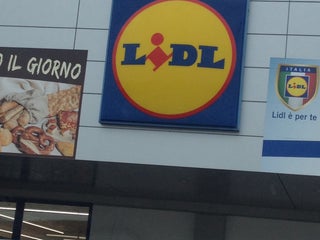 O IL GIORNO
LIDL
ITALIA
LIDL
Lidl è per te